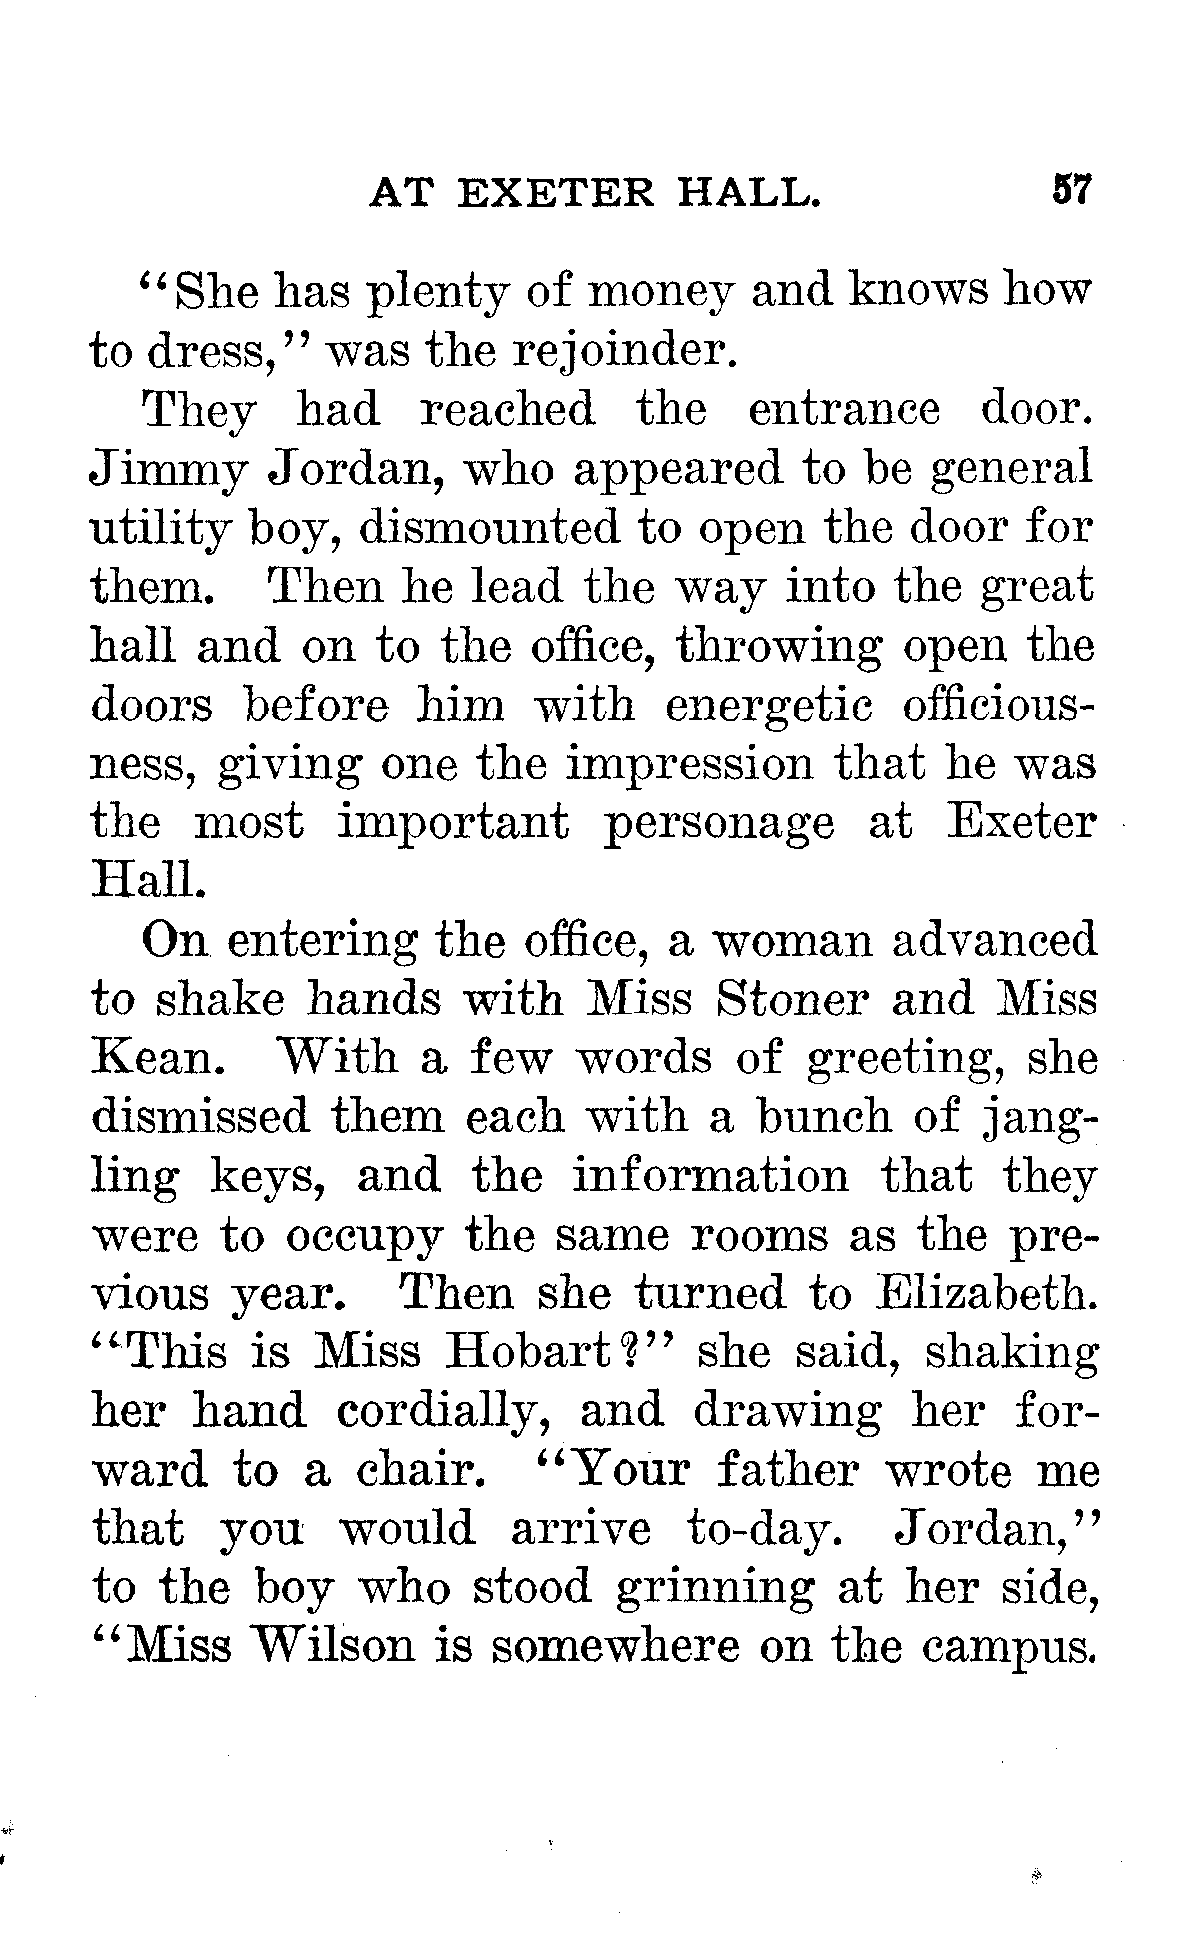 AT EXETER HALL. 57
"She has plenty of money and knows how
to dress," was the rejoinder.
They had reached the entrance door.
Jimmy Jordan, who appeared to be general
utility boy, dismounted to open the door for
them. Then he lead the way into the great
hall and on to the office, throwing open the
doors before him with energetic officious-
ness, giving one the impression that he was
the most important personage at Exeter
Hall.
On entering the office, a woman advanced
to shake hands with Miss Stoner and Miss
Kean. With a few words of greeting, she
dismissed them each with a bunch of jang-
ling keys, and the information that they
were to occupy the same rooms as the pre-
vious year. Then she turned to Elizabeth.
"This is Miss Hobart?" she said, shaking
her hand cordially, and drawing her for-
ward to a chair. "Your father wrote me
that you would arrive to-day. Jordan,"
to the boy who stood grinning at her side,
"Miss Wilson is somewhere on the campus.